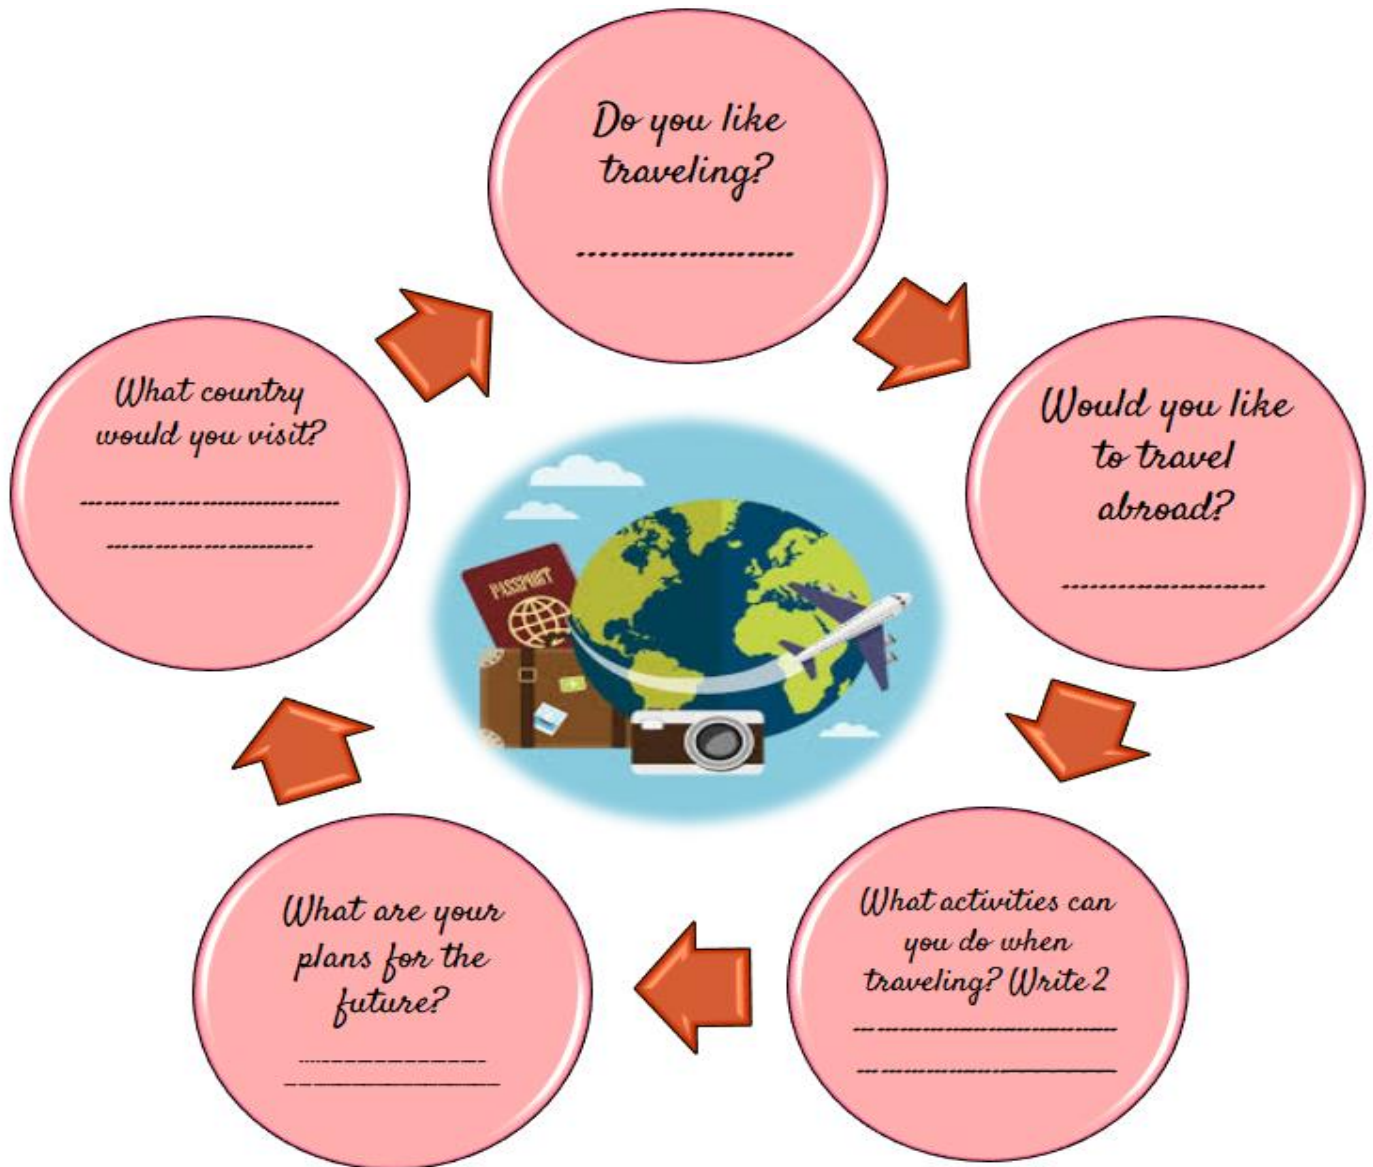 Do you like
traveling?
Would you like
to travel
abroad?
What activities can
you do when
traveling? Write 2
What are your
plans for the
future?
What country
would you visit?
PASSPORT